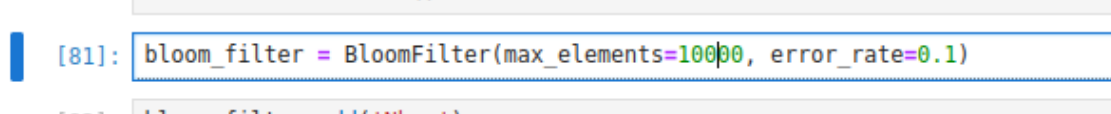 [81]: bloom_filter = BloomFilter(max_elements=10000, error_rate=0.1)